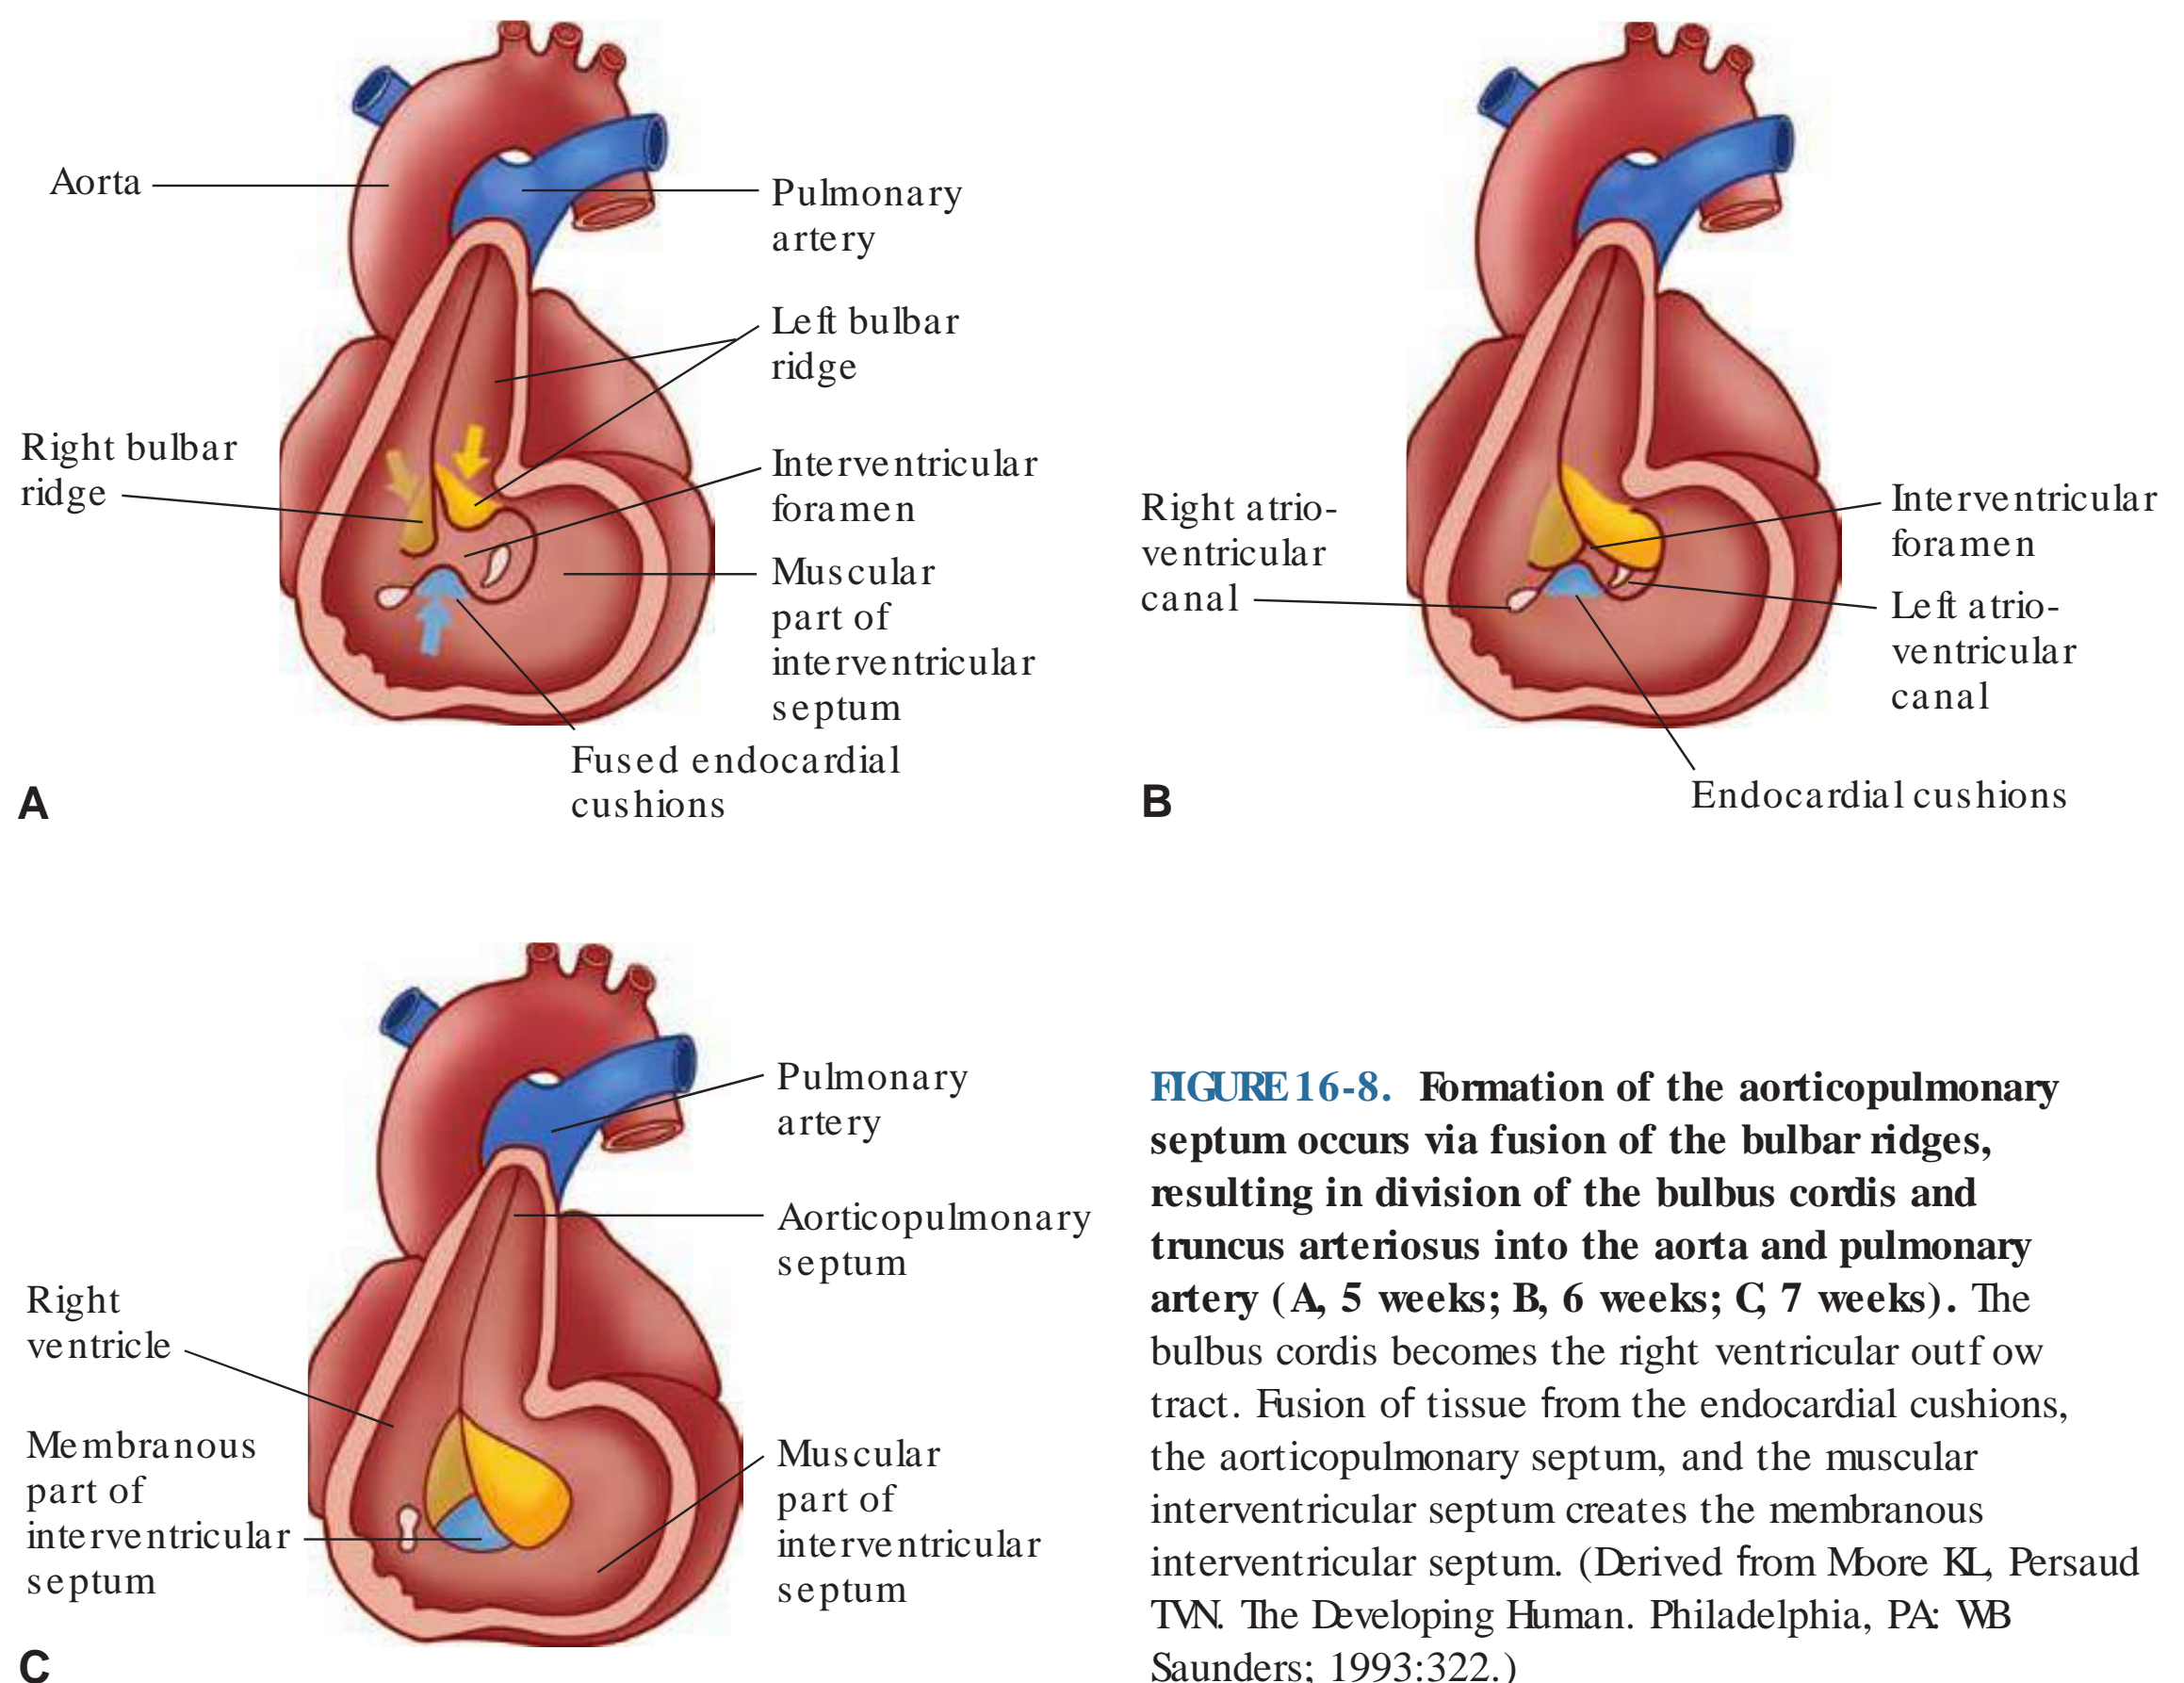 Aorta
Pulmonary
artery
Left bulbar
ridge
Right bulbar
ridge
Interventricular
foramen
Muscular
part of
interventricular
septum
Fused endocardial
cushions
A
Right atrio-
ventricular
canal
Interventricular
foramen
Left atrio-
ventricular
canal
Endocardial cushions
B
Pulmonary
artery
Aorticopulmonary
septum
Right
ventricle
Membranous
part of
interventricular
septum
Muscular
part of
interventricular
septum
C
FIGURE 16-8. Formation of the aorticopulmonary
septum occurs via fusion of the bulbar ridges,
resulting in division of the bulbus cordis and
truncus arteriosus into the aorta and pulmonary
artery (A, 5 weeks; B, 6 weeks; C, 7 weeks). The
bulbus cordis becomes the right ventricular outf ow
tract. Fusion of tissue from the endocardial cushions,
the aorticopulmonary septum, and the muscular
interventricular septum creates the membranous
interventricular septum. (Derived from Moore KL, Persaud
TVN. The Developing Human. Philadelphia, PA: WB
Saunders; 1993:322.)